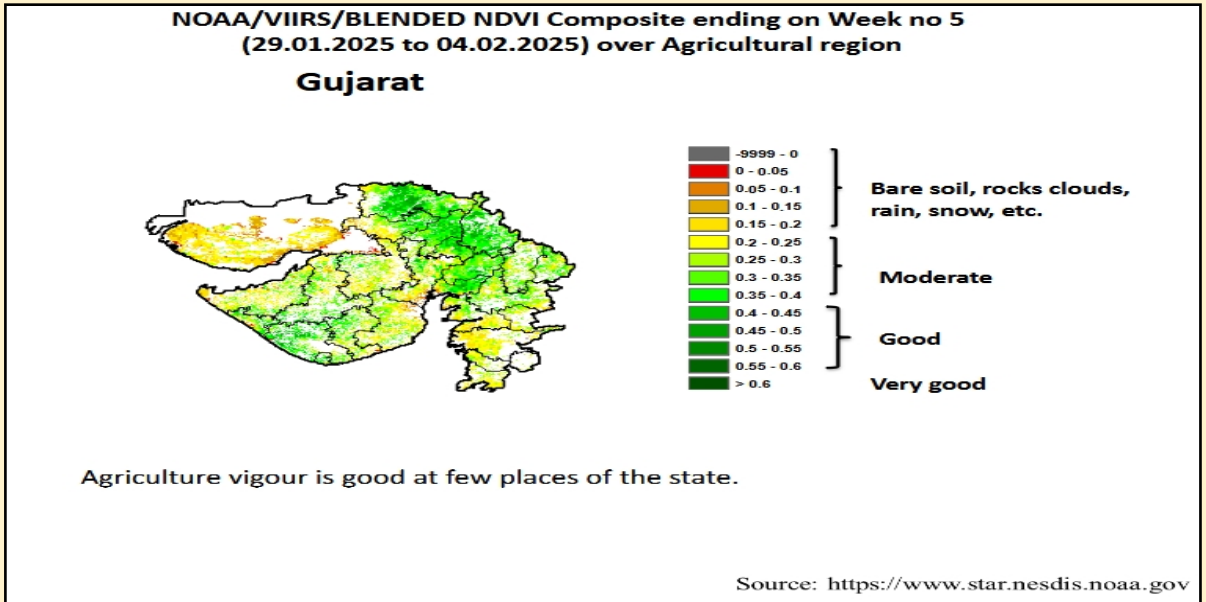 NOAA/VIIRS/BLENDED NDVI Composite ending on Week no 5
(29.01.2025 to 04.02.2025) over Agricultural region
Gujarat
-9999 - 0
0 - 0.05
0.05 - 0.1
0.1 - 0.15
0.15 - 0.2
0.2 - 0.25
0.25 - 0.3
0.3 - 0.35
0.35 - 0.4
0.4 - 0.45
0.45 - 0.5
0.5 - 0.55
0.55 - 0.6
> 0.6
Bare soil, rocks clouds,
rain, snow, etc.
Moderate
Good
Very good
Agriculture vigour is good at few places of the state.
Source: https://www.star.nesdis.noaa.gov